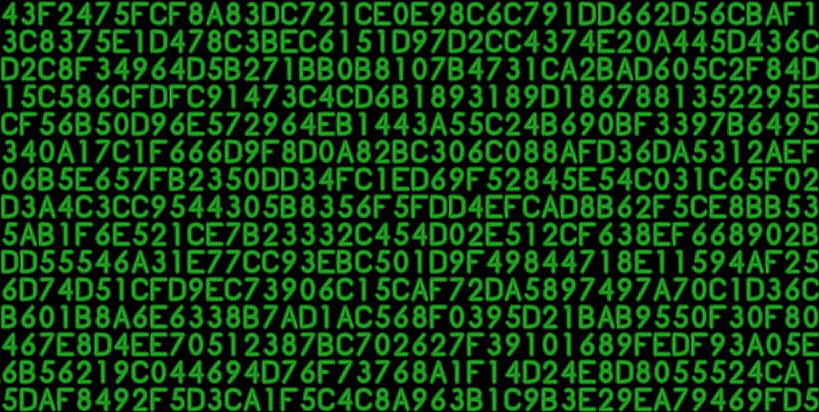 43F2475FCF8A83DC721CE0E98C6C791DD662D56CBAF1
3C8375E1D478C3BEC6151D97D2CC4374E20A445D436C
D2C8F34964D5B271BB0B8107B4731CA2BAD605C2F84D
15C586CFDFC91473C4CD6B1893189D1867881352295E
CF56B50D96E572964EB1443A55C24B690BF3397B6495
340A17C1F666D9F8D0A82BC306C088AFD36DA5312AEF
06B5E657FB2350DD34FC1ED69F52845E54C031C65F02
D3A4C3CC9544305B8356F5FDD4EFCAD8B62F5CE8BB53
5AB1F6E521CE7B23332C454D02E512CF638EF668902B
DD55546A31E77CC93EBC501D9F49844718E11594AF25
6D74D51CFD9EC73906C15CAF72DA5897497A70C1D36C
B601B8A6E6338B7AD1AC568F0395D21BAB9550F30F80
467E8D4EE70512387BC702627F39101689FEDF93A05E
6B56219C044694D76F73768A1F14D24E8D8055524CA1
5DAF8492F5D3CA1F5C4C8A963B1C9B3E29EA79469FD5